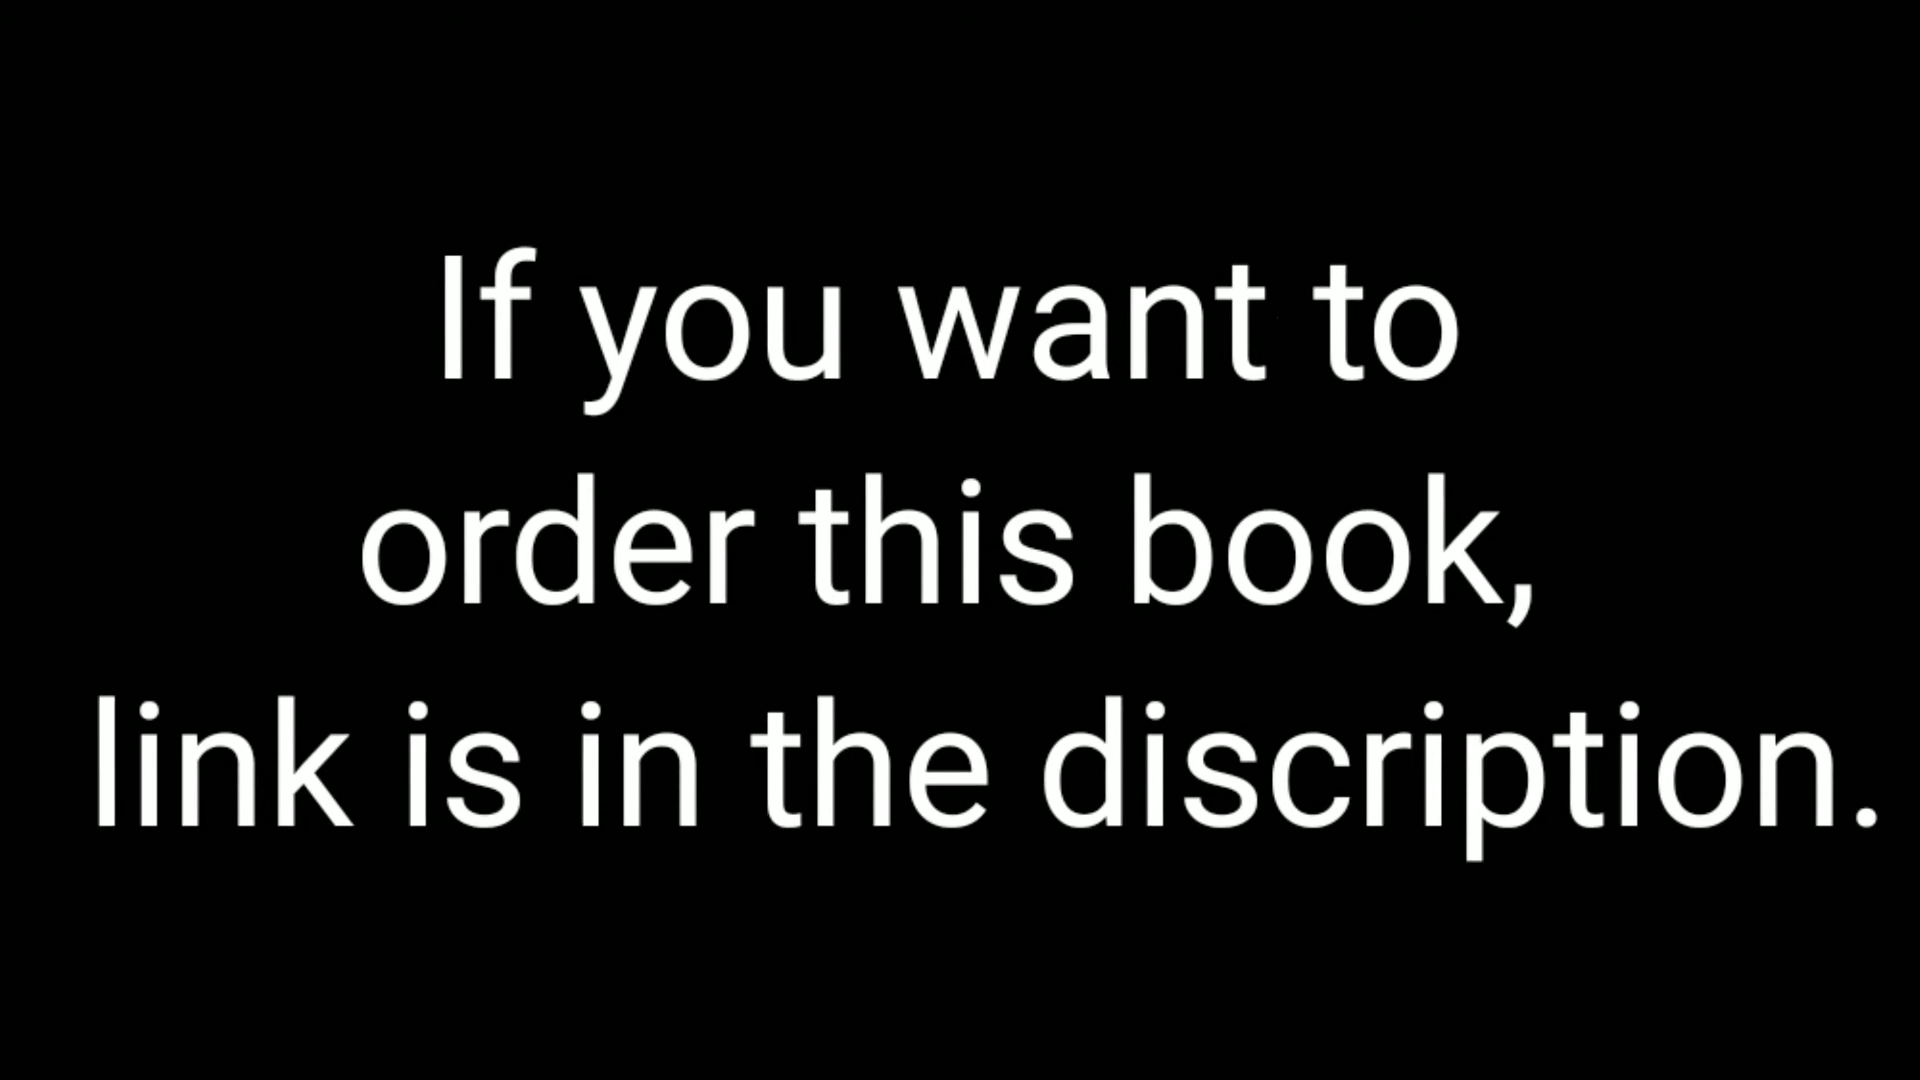 If you want to
order this book,
link is in the discription.